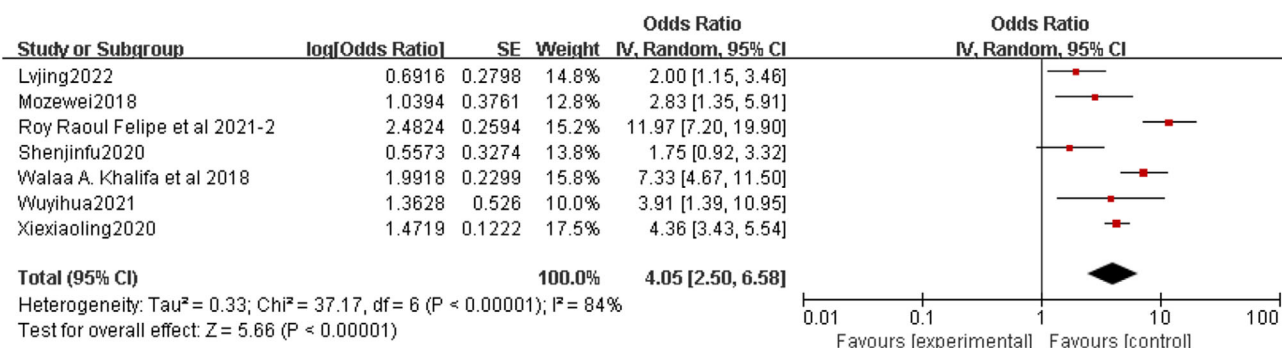 Odds Ratio Odds Ratio
Study or Subgroup log[Odds Ratio] SE Weight IV, Random, 95% CI IV, Random, 95% CI
Lvjing2022 0.6916 0.2798 14.8% 2.00 [1.15, 3.46]
Mozewei2018 1.0394 0.3761 12.8% 2.83 [1.35, 5.91]
Roy Raoul Felipe et al 2021-2 2.4824 0.2594 15.2% 11.97 [7.20, 19.90]
Shenjinfu2020 0.5573 0.3274 13.8% 1.75 [0.92, 3.32]
Walaa A. Khalifa et al 2018 1.9918 0.2299 15.8% 7.33 [4.67, 11.50]
Wuyihua2021 1.3628 0.526 10.0% 3.91 [1.39, 10.95]
Xiexiaoling2020 1.4719 0.1222 17.5% 4.36 [3.43, 5.54]
Total (95% CI) 100.0% 4.05 [2.50, 6.58]
Heterogeneity: Tau² = 0.33; Chi² = 37.17, df = 6 (P < 0.00001); I² = 84%
Test for overall effect: Z = 5.66 (P < 0.00001)
0.01 0.1 1 10 100
Favours [experimental] Favours [control]